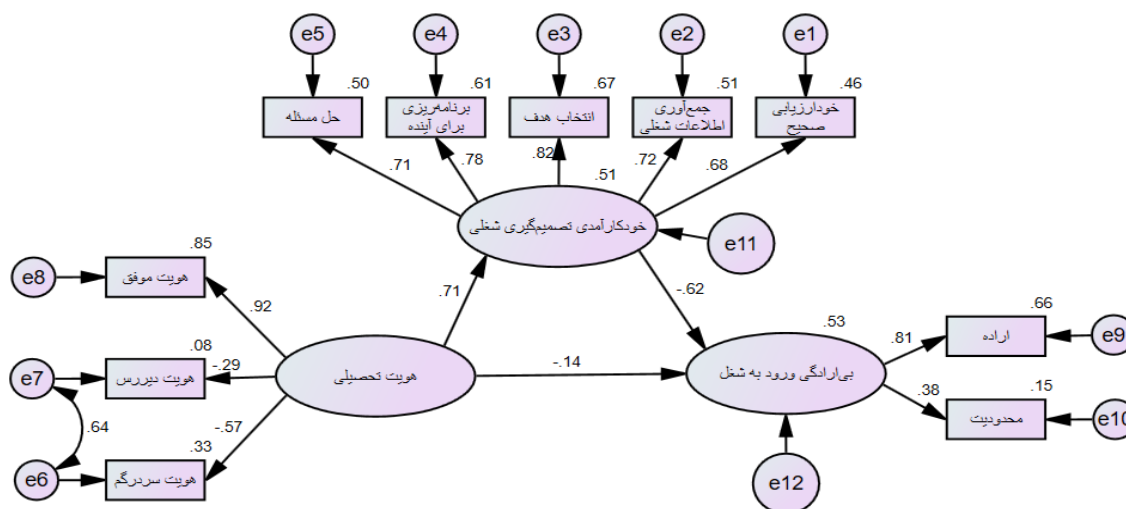 e5
e4
e3
e2
e1
.50
.61
.67
.51
.46
حل مسئله
برنامه‌ریزی
برای آینده
انتخاب هدف
جمع‌آوری
اطلاعات شغلی
خودارزیابی
صحیح
.71
.78
.82
.72
.68
.51
خودکارآمدی تصمیم‌گیری شغلی
e11
.85
e8
هویت موفق
.92
.71
-.62
.08
e7
هویت دیررس
-.29
هویت تحصیلی
-.14
.53
بی‌ارادگی ورود به شغل
.66
.81
اراده
e9
.38
.15
محدودیت
e10
.64
-.57
.33
e6
هویت سردرگم
e12